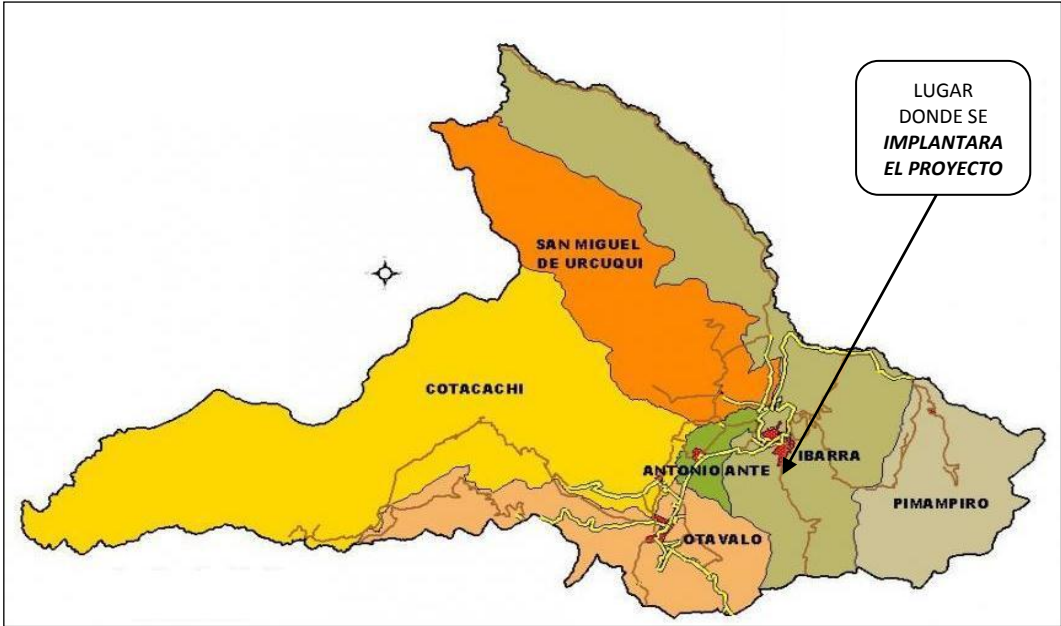 LUGAR
DONDE SE
IMPLANTARA
EL PROYECTO
SAN MIGUEL
DE URCUQUI
COTACACHI
ANTONIO ANTE
IBARRA
PIMAMPIRO
OTAVALO